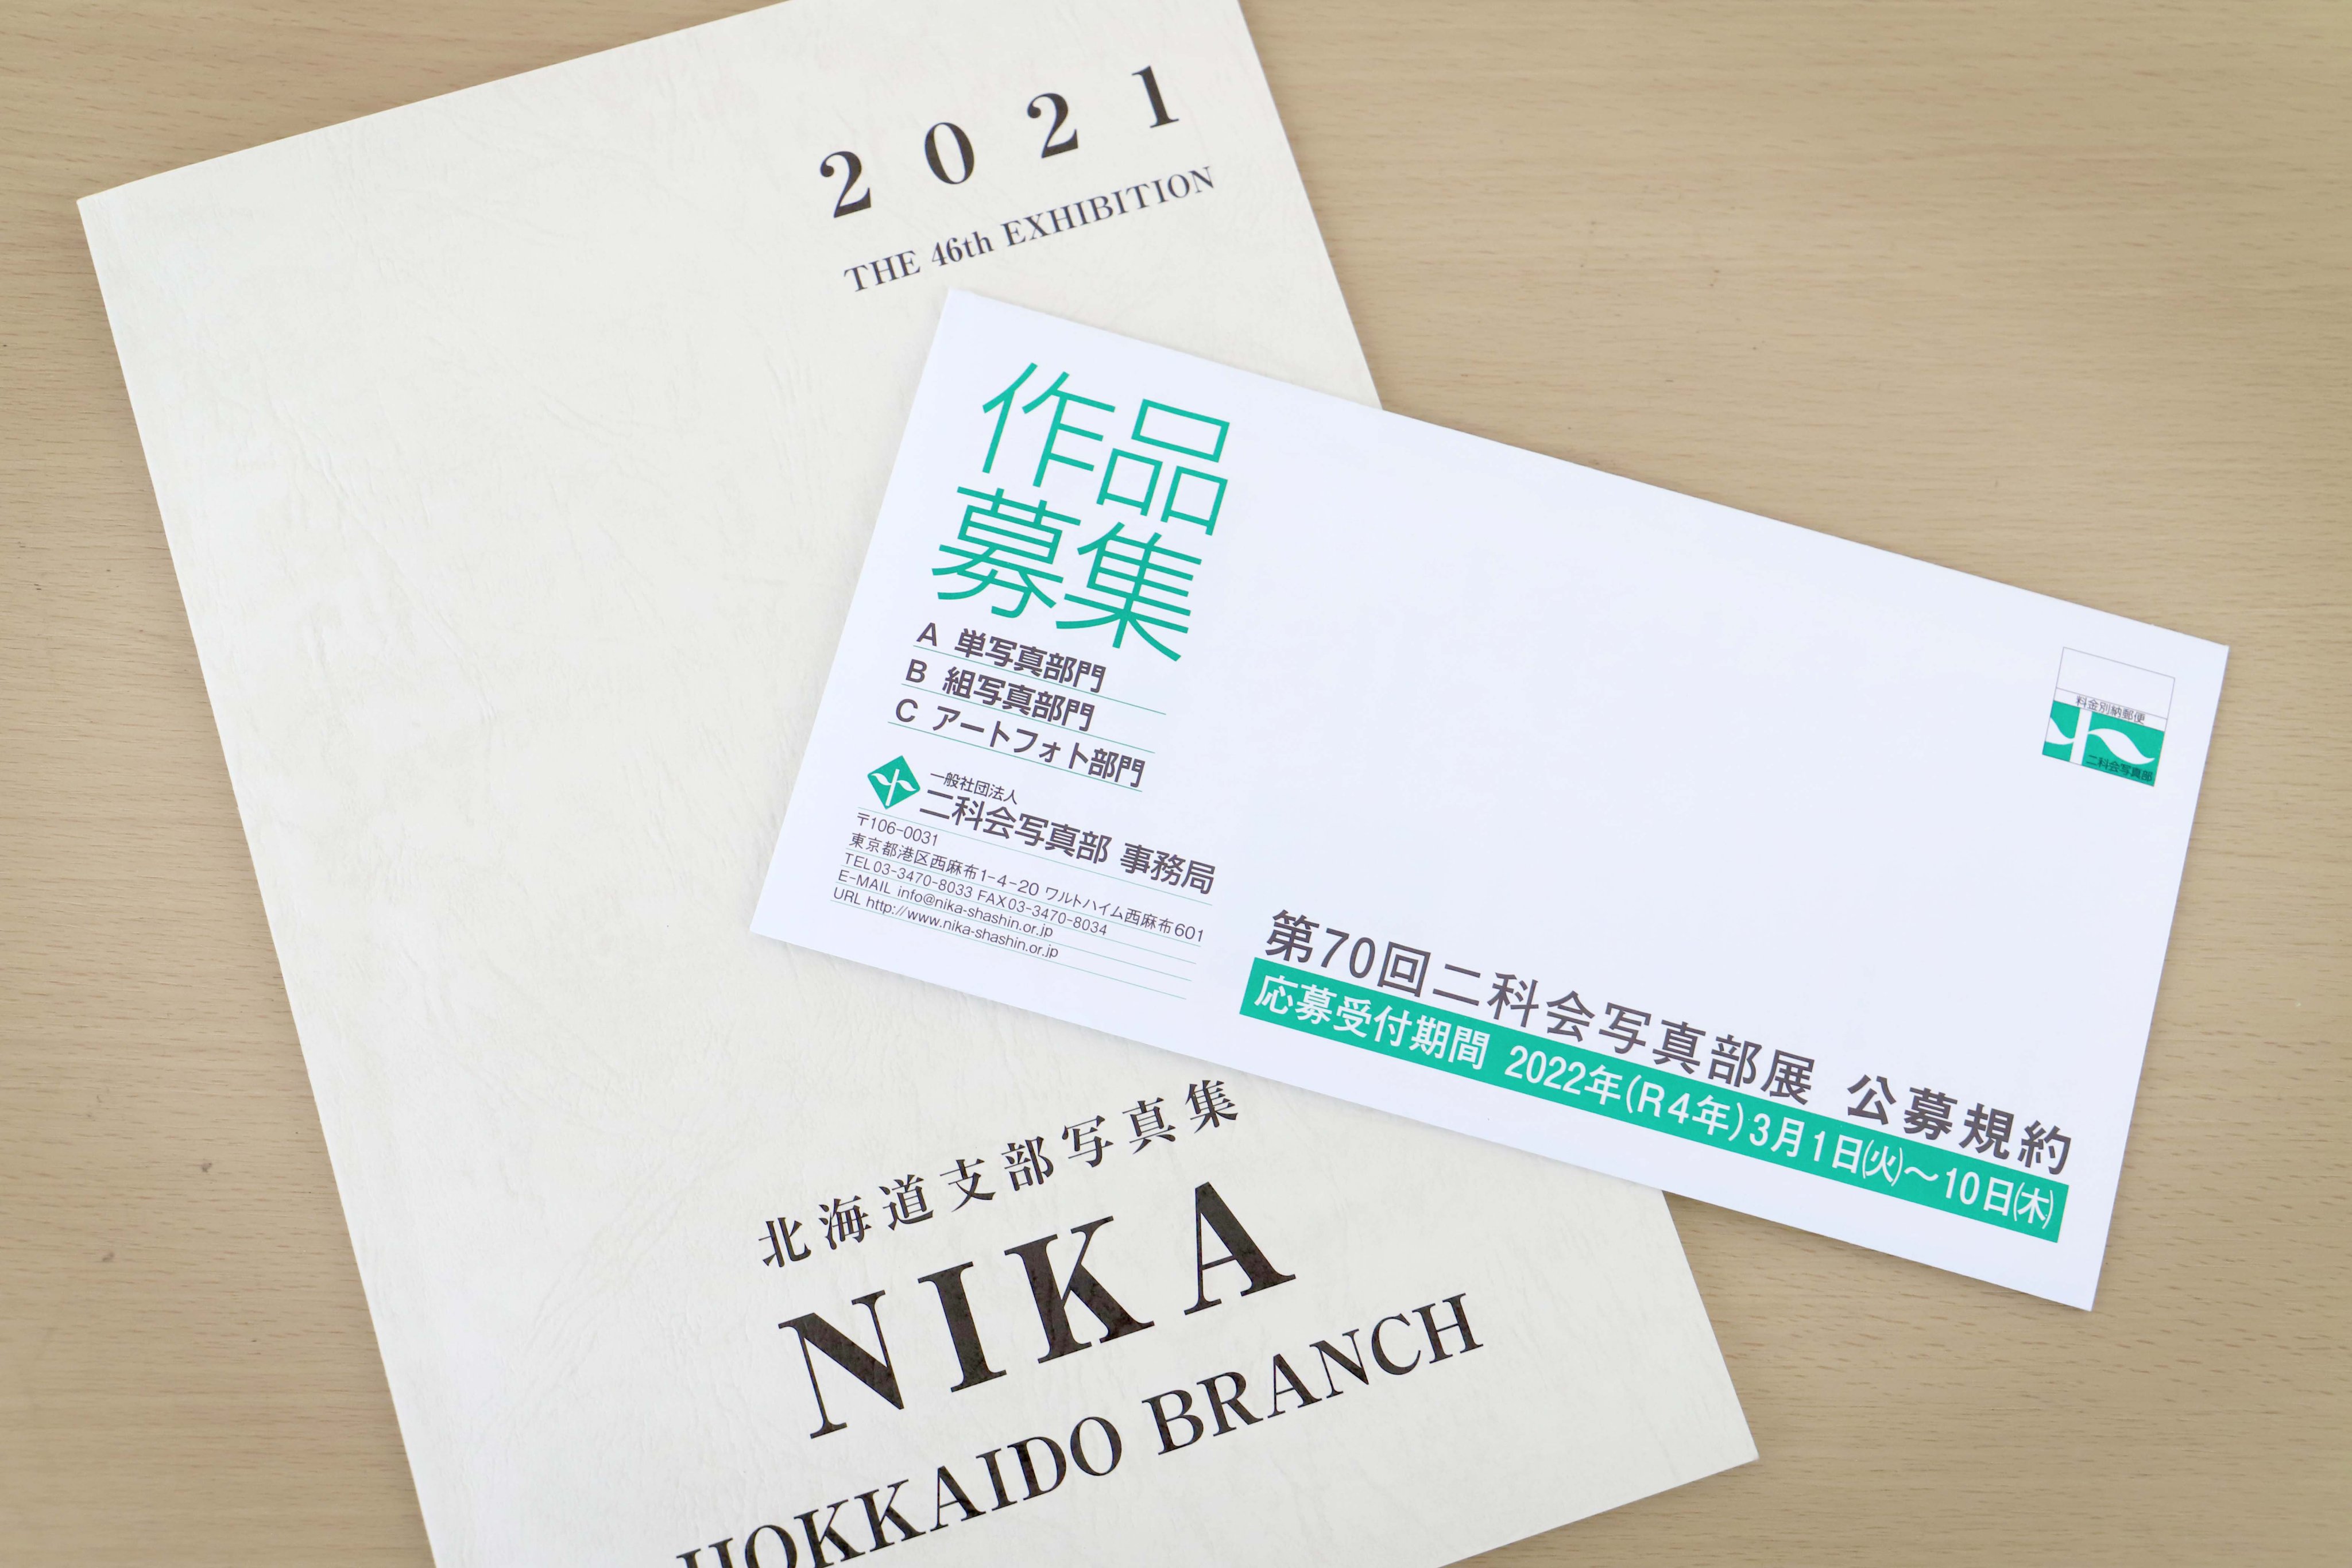 2021
THE 46th EXHIBITION
作品
募集
A 単写真部門
B 組写真部門
C アートフォト部門
一般社団法人
二科会写真部 事務局
〒106-0031
東京都港区西麻布1-4-20 ワルトハイム西麻布601
TEL03-3470-8033 FAX03-3470-8034
E-MAIL info@nika-shashin.or.jp
URL http://www.nika-shashin.or.jp
料金別納郵便
二科会写真部
第70回二科会写真部展 公募規約
応募受付期間 2022年(R4年)3月1日(火)～10日(木)
北海道支部写真集
NIKA
HOKKAIDO BRANCH